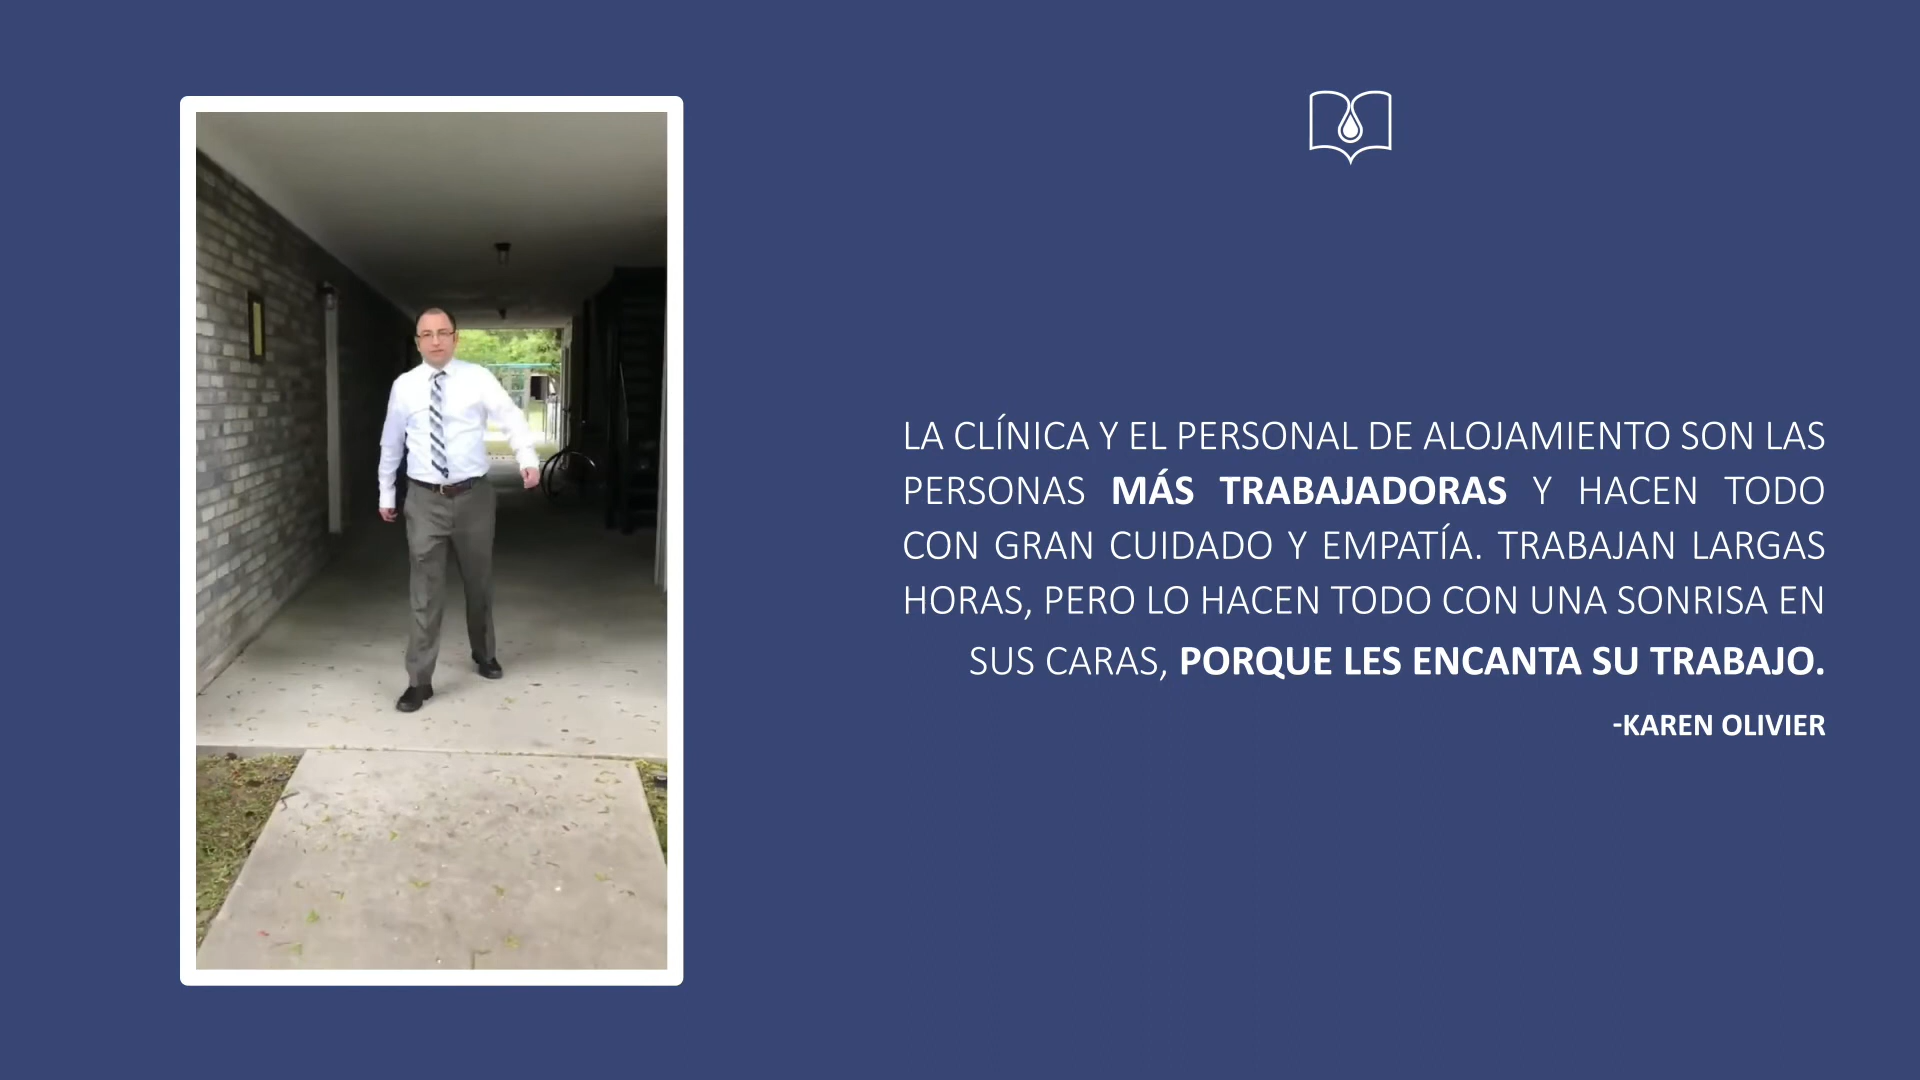 LA CLÍNICA Y EL PERSONAL DE ALOJAMIENTO SON LAS
PERSONAS MÁS TRABAJADORAS Y HACEN TODO
CON GRAN CUIDADO Y EMPATÍA. TRABAJAN LARGAS
HORAS, PERO LO HACEN TODO CON UNA SONRISA EN
SUS CARAS, PORQUE LES ENCANTA SU TRABAJO.
-KAREN OLIVIER